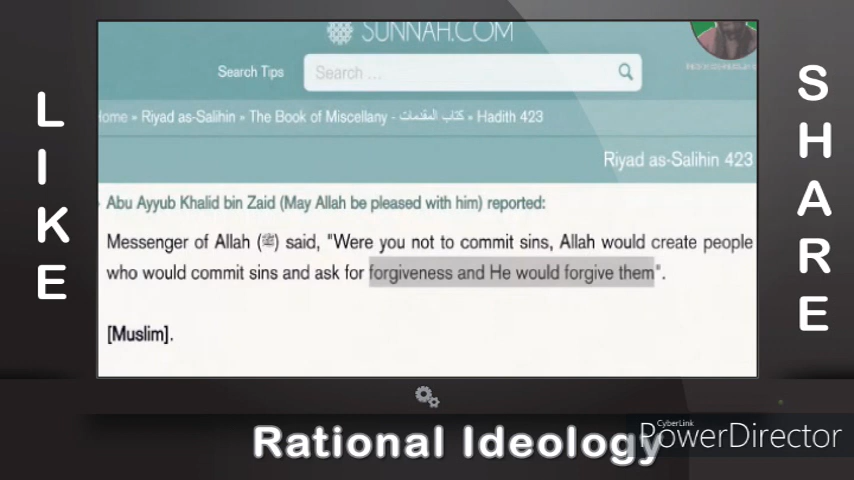 SUNNAH.COM
Search Tips
Search ...
Home » Riyad as-Salihin » The Book of Miscellany - كتاب المقدمات » Hadith 423
Riyad as-Salihin 423
Abu Ayyub Khalid bin Zaid (May Allah be pleased with him) reported:
Messenger of Allah (ﷺ) said, "Were you not to commit sins, Allah would create people
who would commit sins and ask for forgiveness and He would forgive them".
[Muslim].
LIKE
SHARE
Rational Ideology
CyberLink
PowerDirector